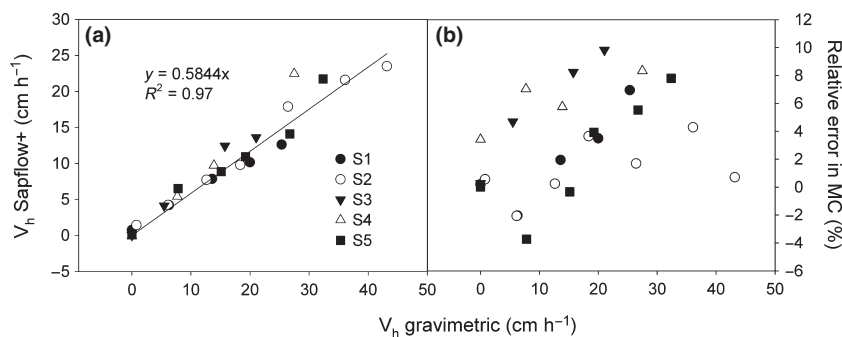 (a)
y = 0.5844x
R² = 0.97
V_h Sapflow+ (cm h⁻¹)
30
25
20
15
10
5
0
−5
S1
S2
S3
S4
S5
0 10 20 30 40 50
(b)
12
10
8
6
4
2
0
−2
−4
−6
Relative error in MC (%)
0 10 20 30 40 50
V_h gravimetric (cm h⁻¹)